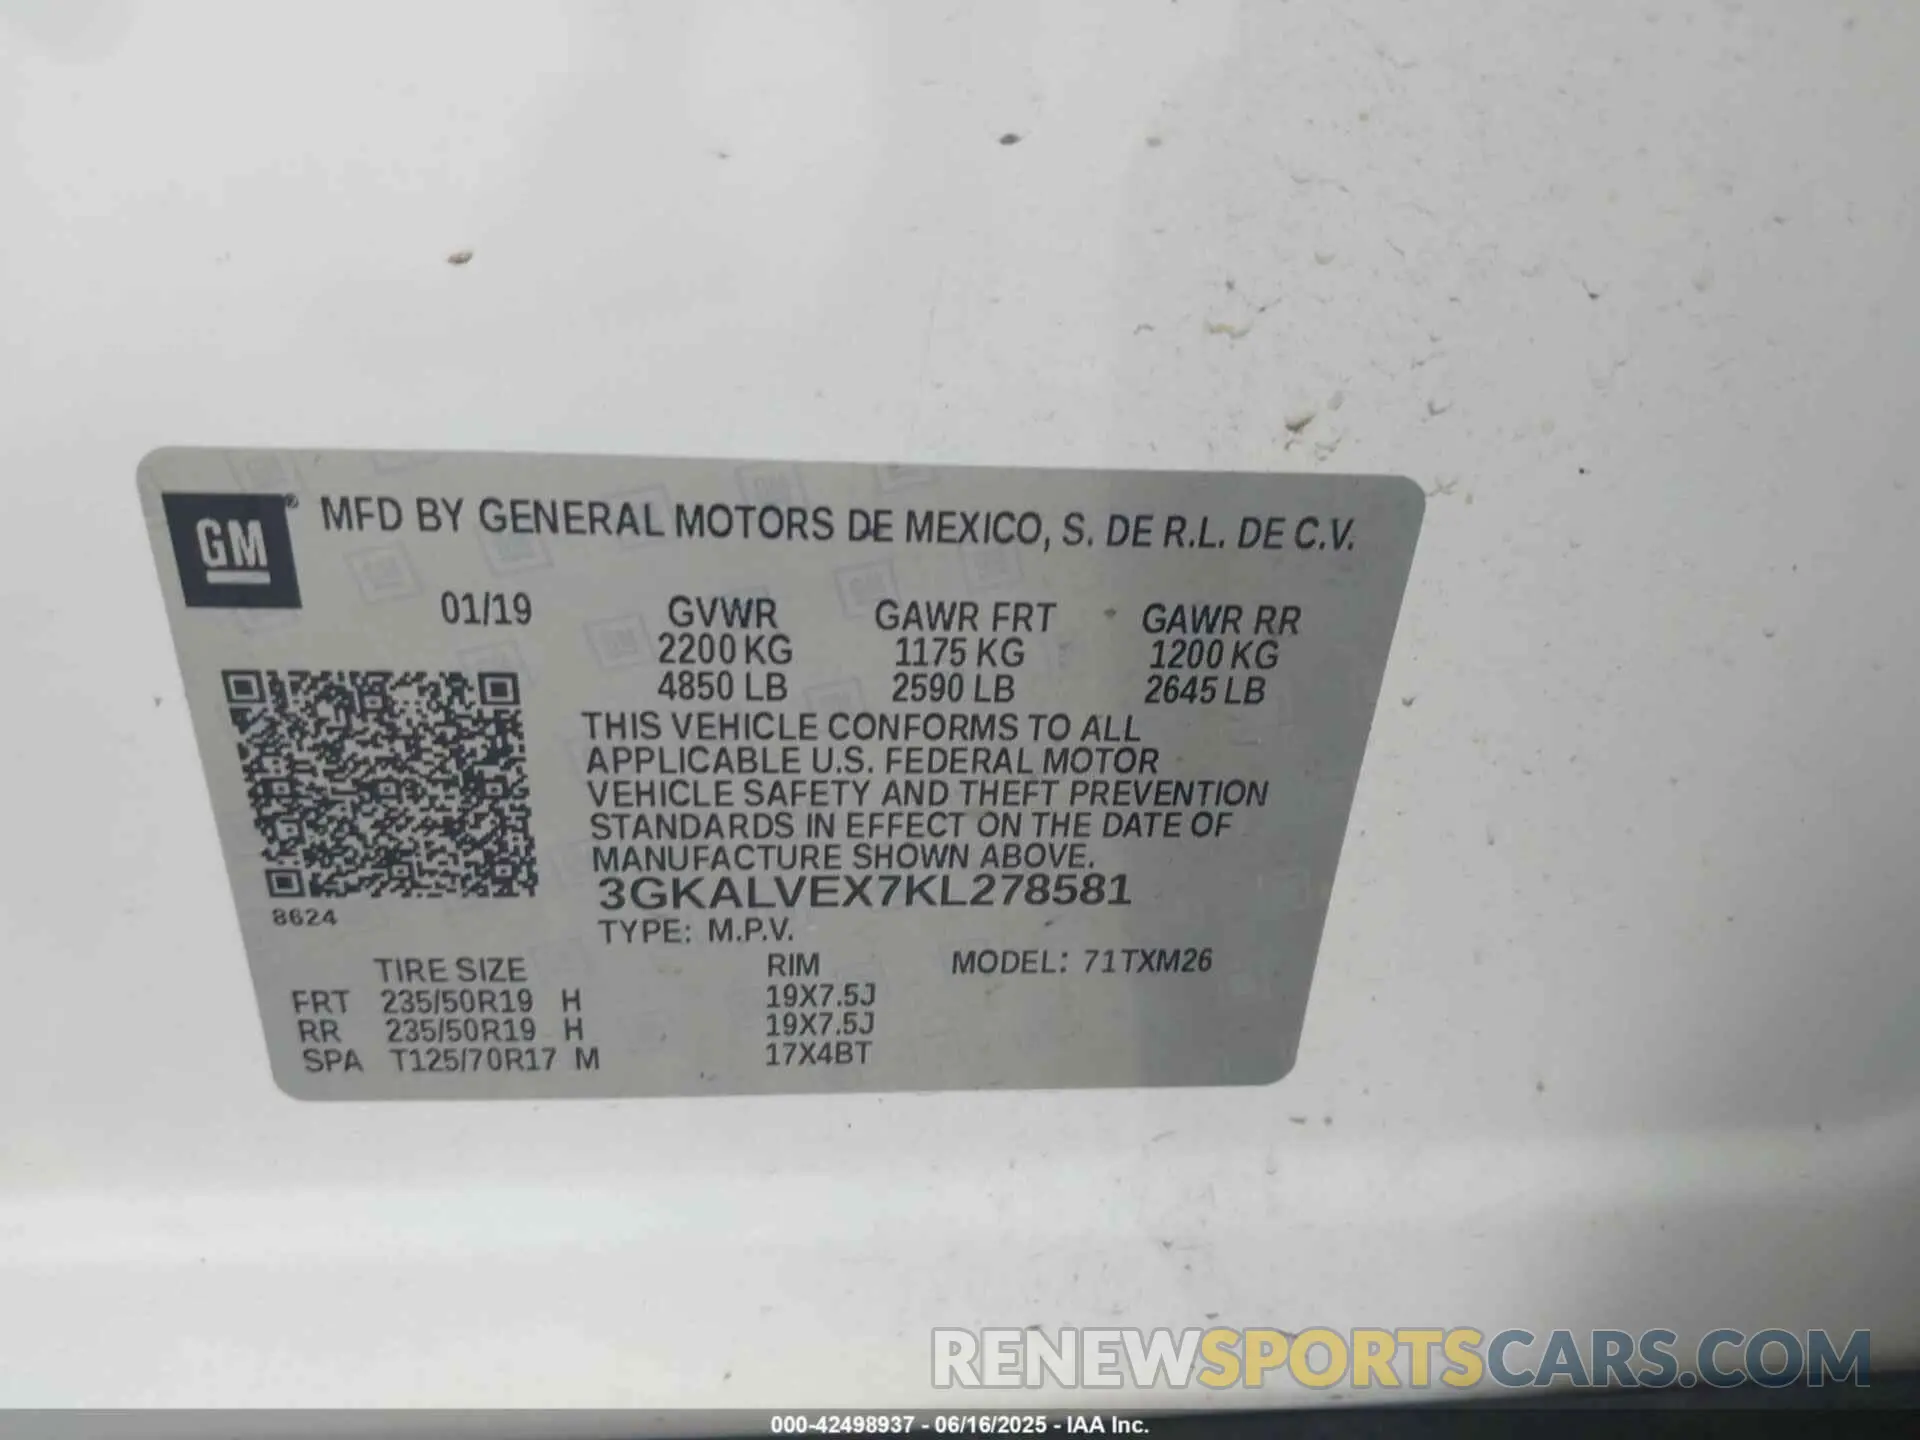 GM® MFD BY GENERAL MOTORS DE MEXICO, S. DE R.L. DE C.V.
01/19 GVWR GAWR FRT GAWR RR
2200 KG 1175 KG 1200 KG
4850 LB 2590 LB 2645 LB
THIS VEHICLE CONFORMS TO ALL
APPLICABLE U.S. FEDERAL MOTOR
VEHICLE SAFETY AND THEFT PREVENTION
STANDARDS IN EFFECT ON THE DATE OF
MANUFACTURE SHOWN ABOVE.
3GKALVEX7KL278581
8624
TYPE: M.P.V.
TIRE SIZE RIM MODEL: 71TXM26
FRT 235/50R19 H 19X7.5J
RR 235/50R19 H 19X7.5J
SPA T125/70R17 M 17X4BT
RENEWSPORTSCARS.COM
000-42498937 - 06/16/2025 - IAA Inc.